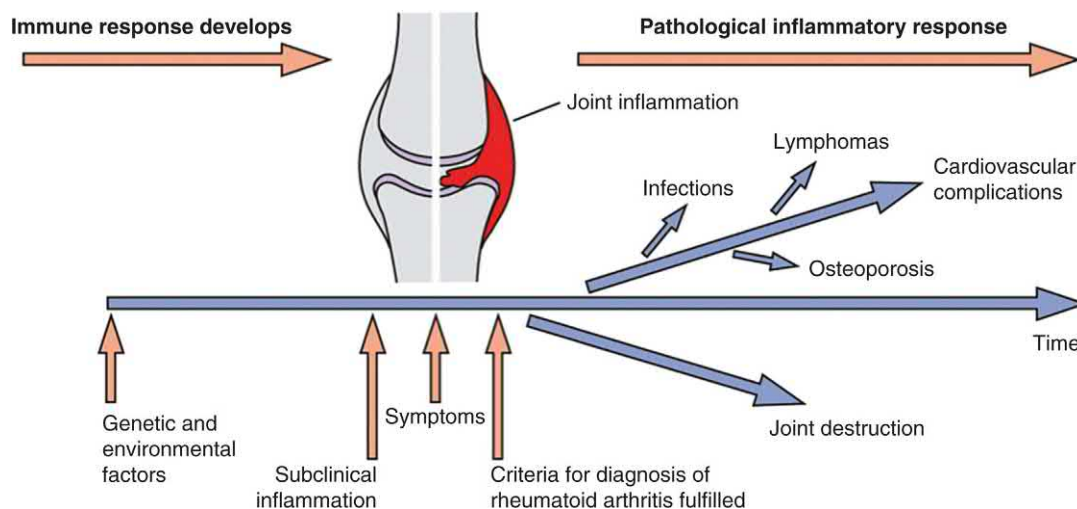 Immune response develops
Pathological inflammatory response
Joint inflammation
Lymphomas
Infections
Cardiovascular
complications
Osteoporosis
Time
Genetic and
environmental
factors
Symptoms
Joint destruction
Subclinical
inflammation
Criteria for diagnosis of
rheumatoid arthritis fulfilled